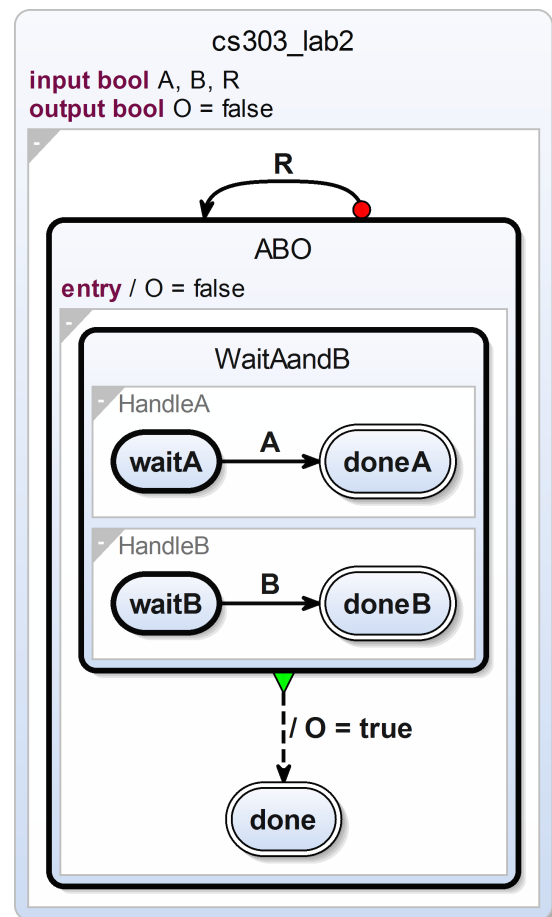 cs303_lab2
input bool A, B, R
output bool O = false
-
R
ABO
entry / O = false
-
WaitAandB
- HandleA
waitA
A
doneA
- HandleB
waitB
B
doneB
/ O = true
done